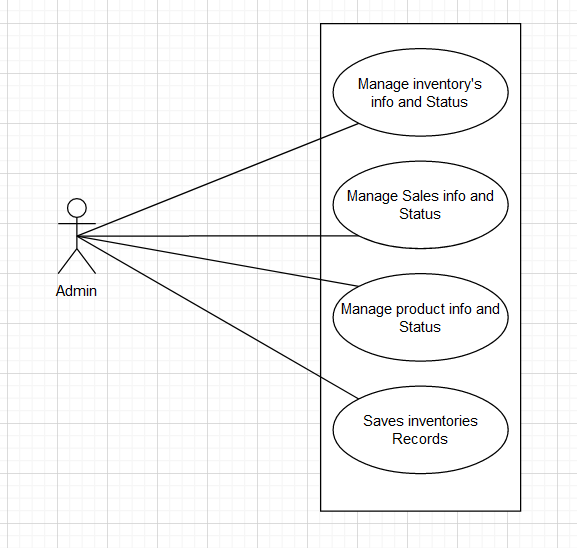 Manage inventory's
info and Status
Manage Sales info and
Status
Admin
Manage product info and
Status
Saves inventories
Records